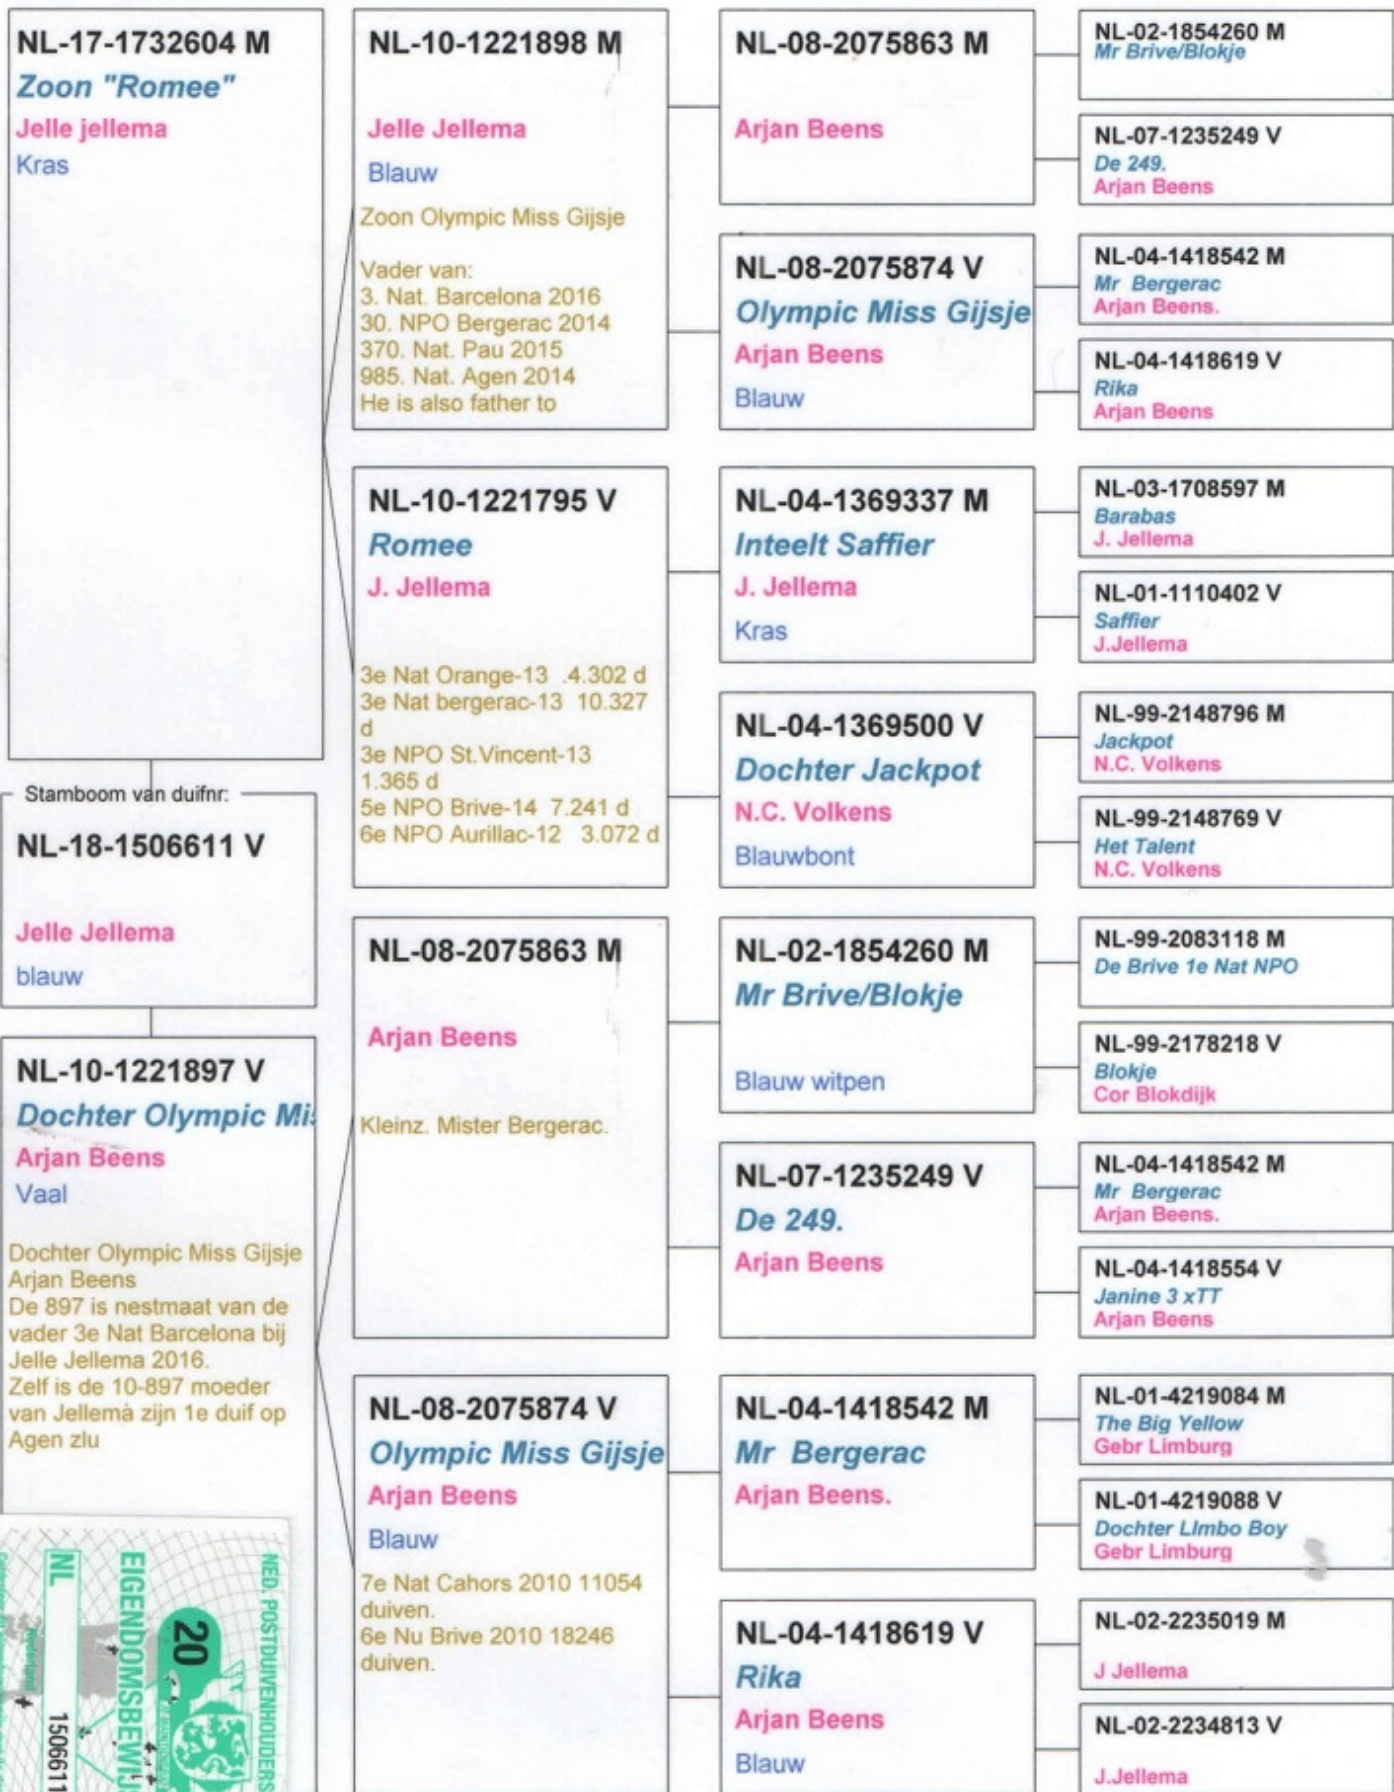 NL-17-1732604 M
Zoon "Romee"
Jelle jellema
Kras
Stamboom van duifnr:
NL-18-1506611 V
Jelle Jellema
blauw
NL-10-1221897 V
Dochter Olympic Mis
Arjan Beens
Vaal
Dochter Olympic Miss Gijsje
Arjan Beens
De 897 is nestmaat van de
vader 3e Nat Barcelona bij
Jelle Jellema 2016.
Zelf is de 10-897 moeder
van Jellema zijn 1e duif op
Agen zlu
NED. POSTDUIVENHOUDERS
20
EIGENDOMSBEWIJ
Nederland
NL
1506611
NL-10-1221898 M
Jelle Jellema
Blauw
Zoon Olympic Miss Gijsje
Vader van:
3. Nat. Barcelona 2016
30. NPO Bergerac 2014
370. Nat. Pau 2015
985. Nat. Agen 2014
He is also father to
NL-10-1221795 V
Romee
J. Jellema
3e Nat Orange-13 .4.302 d
3e Nat bergerac-13 10.327
d
3e NPO St.Vincent-13
1.365 d
5e NPO Brive-14 7.241 d
6e NPO Aurillac-12 3.072 d
NL-08-2075863 M
Arjan Beens
Kleinz. Mister Bergerac.
NL-08-2075874 V
Olympic Miss Gijsje
Arjan Beens
Blauw
7e Nat Cahors 2010 11054
duiven.
6e Nu Brive 2010 18246
duiven.
NL-08-2075863 M
Arjan Beens
NL-08-2075874 V
Olympic Miss Gijsje
Arjan Beens
Blauw
NL-04-1369337 M
Inteelt Saffier
J. Jellema
Kras
NL-04-1369500 V
Dochter Jackpot
N.C. Volkens
Blauwbont
NL-02-1854260 M
Mr Brive/Blokje
Blauw witpen
NL-07-1235249 V
De 249.
Arjan Beens
NL-04-1418542 M
Mr Bergerac
Arjan Beens.
NL-04-1418619 V
Rika
Arjan Beens
Blauw
NL-02-1854260 M
Mr Brive/Blokje
NL-07-1235249 V
De 249.
Arjan Beens
NL-04-1418542 M
Mr Bergerac
Arjan Beens.
NL-04-1418619 V
Rika
Arjan Beens
NL-03-1708597 M
Barabas
J. Jellema
NL-01-1110402 V
Saffier
J.Jellema
NL-99-2148796 M
Jackpot
N.C. Volkens
NL-99-2148769 V
Het Talent
N.C. Volkens
NL-99-2083118 M
De Brive 1e Nat NPO
NL-99-2178218 V
Blokje
Cor Blokdijk
NL-04-1418542 M
Mr Bergerac
Arjan Beens.
NL-04-1418554 V
Janine 3 xTT
Arjan Beens
NL-01-4219084 M
The Big Yellow
Gebr Limburg
NL-01-4219088 V
Dochter LImbo Boy
Gebr Limburg
NL-02-2235019 M
J Jellema
NL-02-2234813 V
J.Jellema